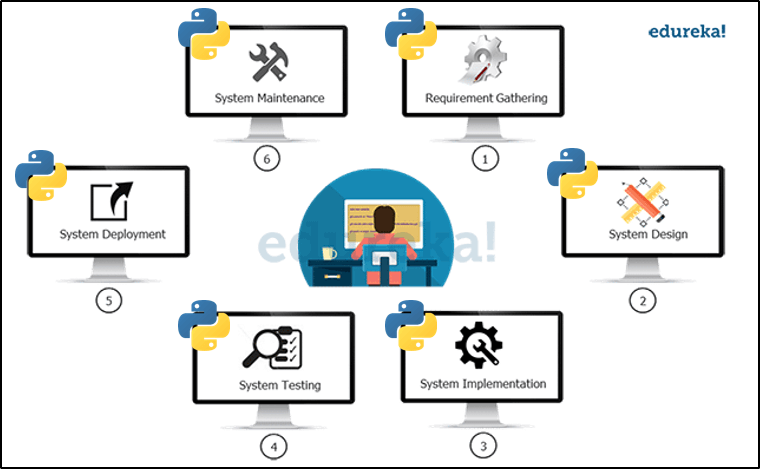 edureka!
System Maintenance
Requirement Gathering
6
1
System Deployment
System Design
edureka!
5
2
System Testing
System Implementation
4
3